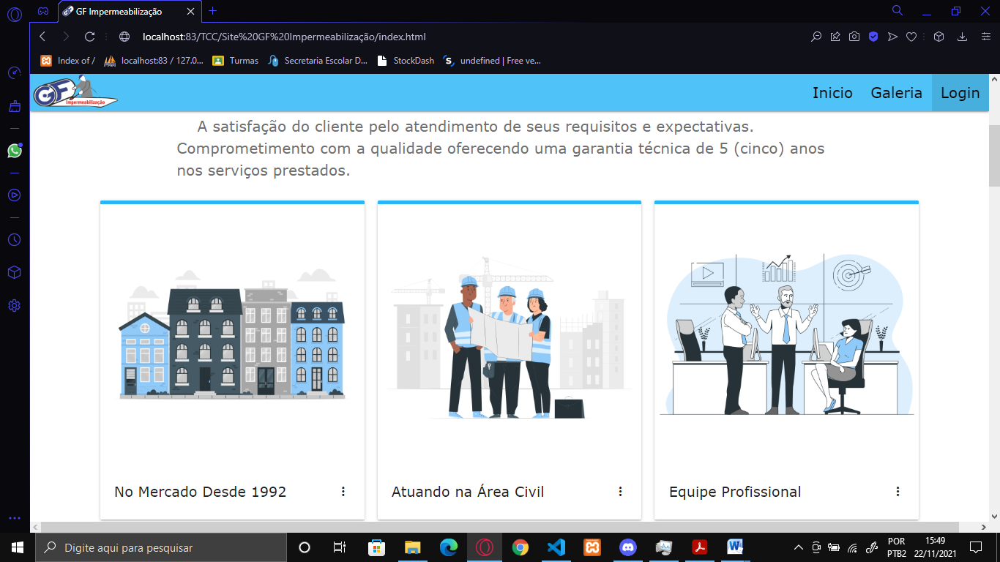 GF Impermeabilização
localhost:83/TCC/Site%20GF%20Impermeabilização/index.html
Index of / localhost:83 / 127.0... Turmas Secretaria Escolar D... StockDash undefined | Free ve...
GF Impermeabilização
Inicio Galeria Login
A satisfação do cliente pelo atendimento de seus requisitos e expectativas.
Comprometimento com a qualidade oferecendo uma garantia técnica de 5 (cinco) anos
nos serviços prestados.
No Mercado Desde 1992
Atuando na Área Civil
Equipe Profissional
Digite aqui para pesquisar
POR
PTB2
15:49
22/11/2021